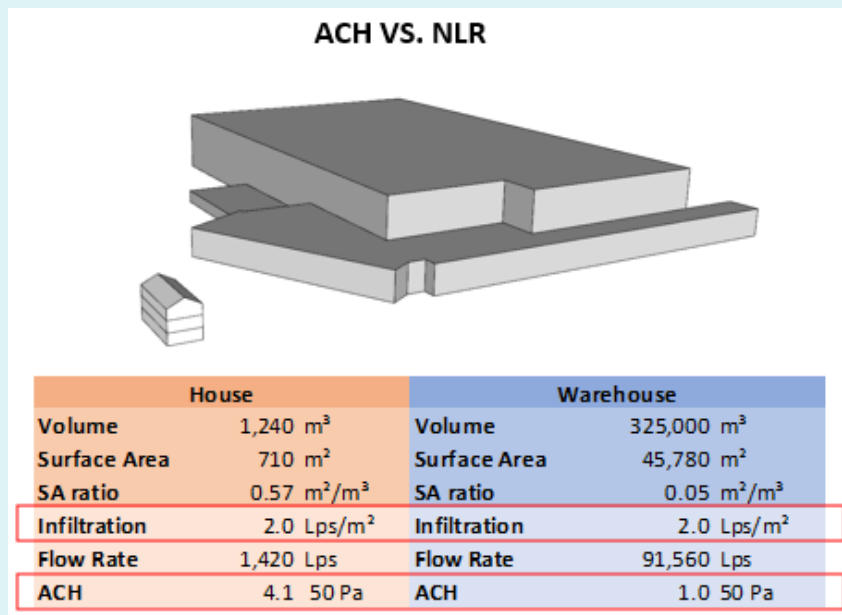 ACH VS. NLR
House Warehouse
Volume 1,240 m³ Volume 325,000 m³
Surface Area 710 m² Surface Area 45,780 m²
SA ratio 0.57 m²/m³ SA ratio 0.05 m²/m³
Infiltration 2.0 Lps/m² Infiltration 2.0 Lps/m²
Flow Rate 1,420 Lps Flow Rate 91,560 Lps
ACH 4.1 50 Pa ACH 1.0 50 Pa